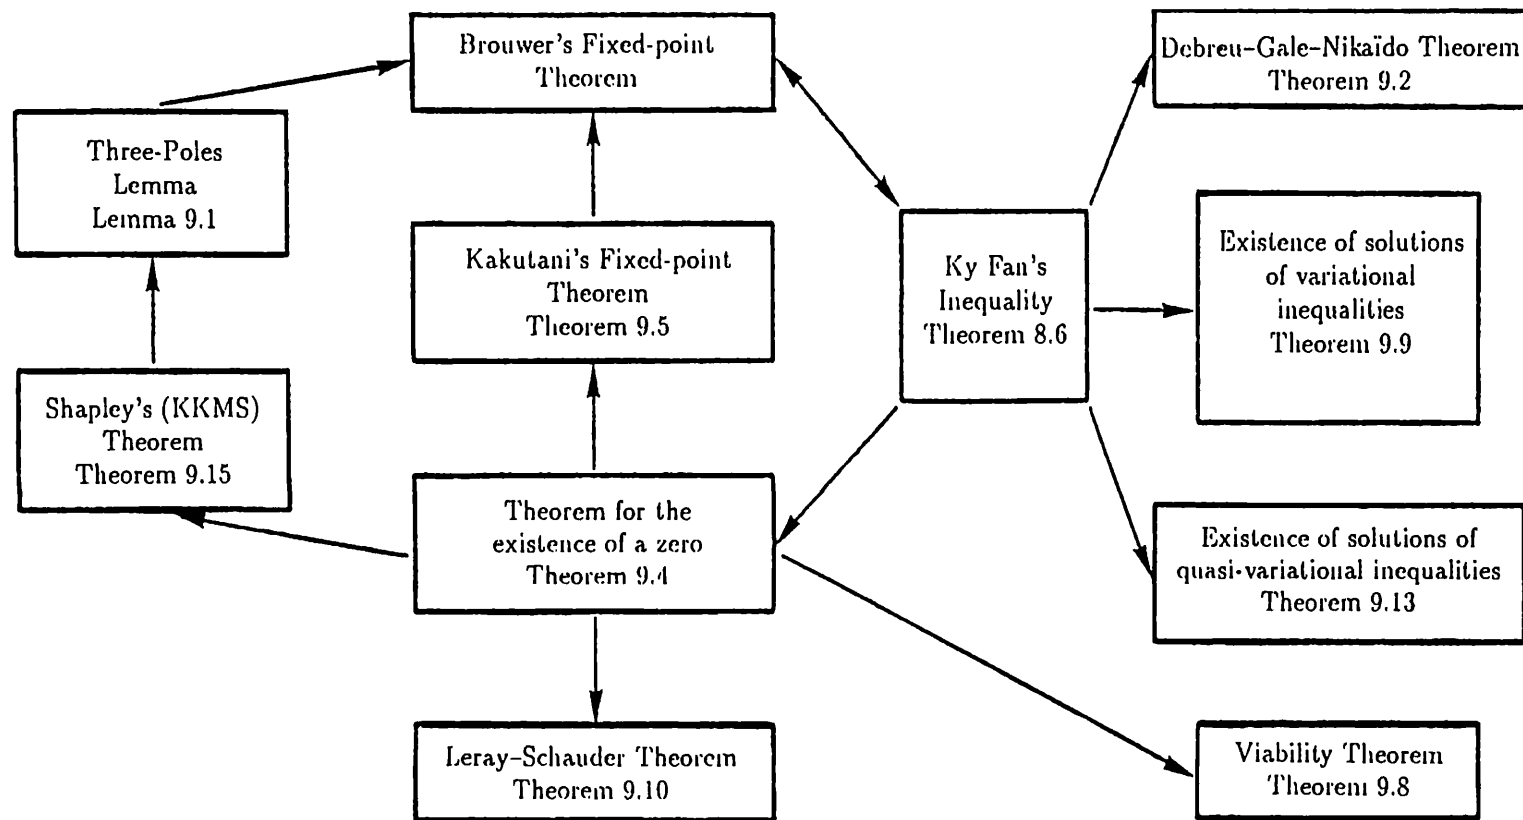 Brouwer's Fixed-point
Theorem
Debreu–Gale–Nikaïdo Theorem
Theorem 9.2
Three-Poles
Lemma
Lemma 9.1
Kakutani's Fixed-point
Theorem
Theorem 9.5
Ky Fan's
Inequality
Theorem 8.6
Existence of solutions
of variational
inequalities
Theorem 9.9
Shapley's (KKMS)
Theorem
Theorem 9.15
Theorem for the
existence of a zero
Theorem 9.4
Existence of solutions of
quasi-variational inequalities
Theorem 9.13
Leray–Schauder Theorem
Theorem 9.10
Viability Theorem
Theorem 9.8